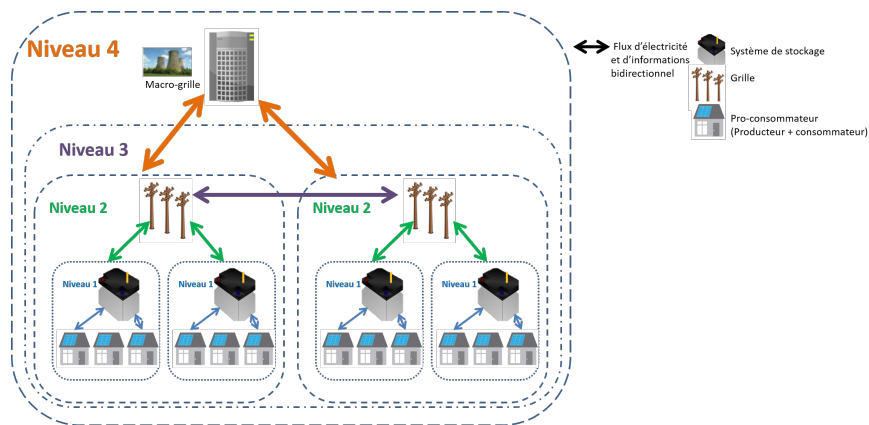 Niveau 4
Macro-grille
Niveau 3
Niveau 2
Niveau 2
Niveau 1
Niveau 1
Niveau 1
Niveau 1
Flux d'électricité
et d'informations
bidirectionnel
Système de stockage
Grille
Pro-consommateur
(Producteur + consommateur)